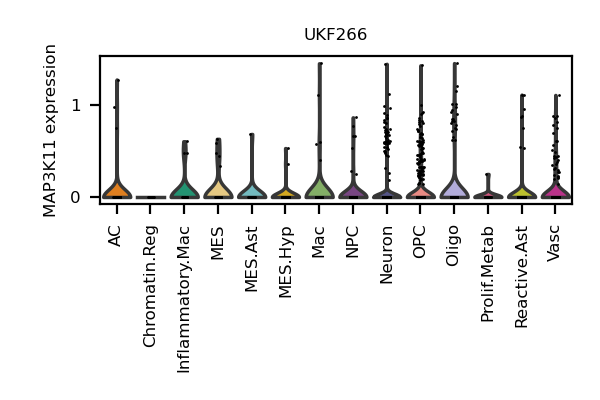 UKF266
MAP3K11 expression
1
0
AC
Chromatin.Reg
Inflammatory.Mac
MES
MES.Ast
MES.Hyp
Mac
NPC
Neuron
OPC
Oligo
Prolif.Metab
Reactive.Ast
Vasc